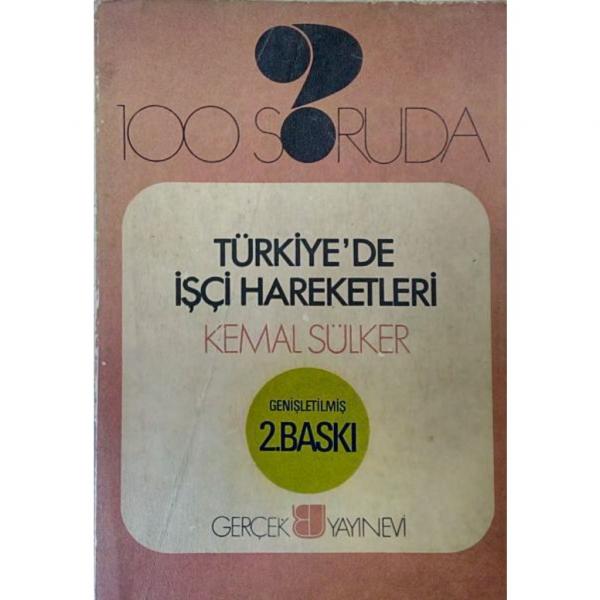 100 SORUDA
TÜRKİYE'DE
İŞÇİ HAREKETLERİ
KEMAL SÜLKER
GENİŞLETİLMİŞ
2.BASKI
GERÇEK YAYINEVİ